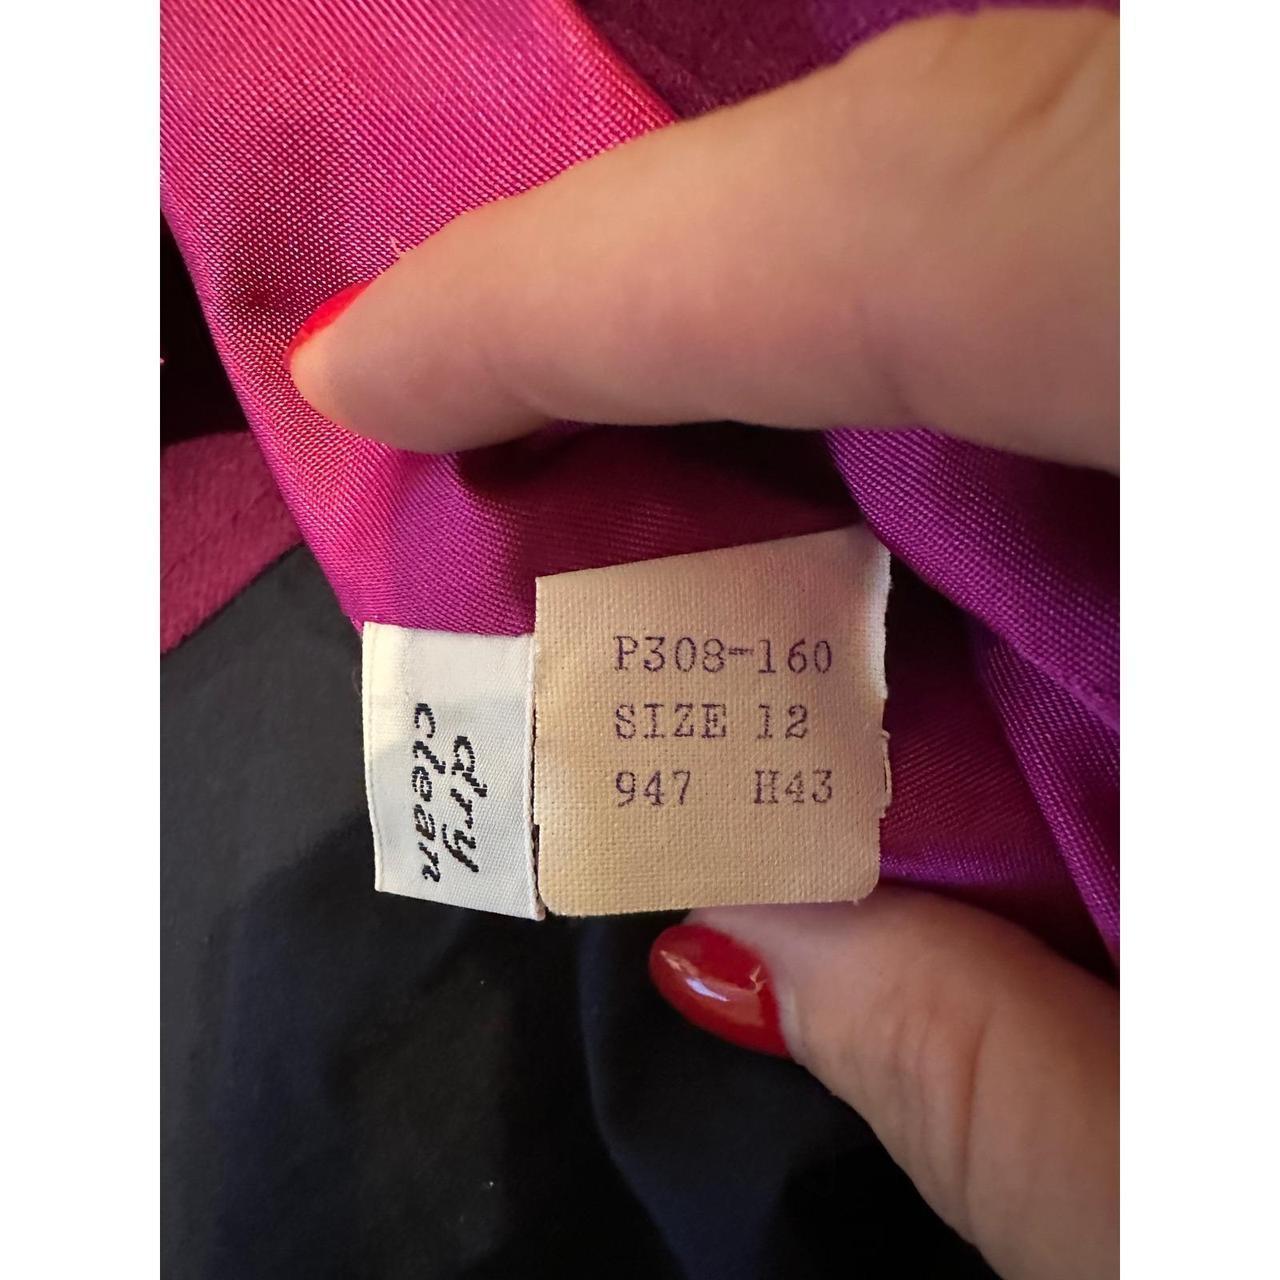 dry
clean
P308-160
SIZE 12
947 H43